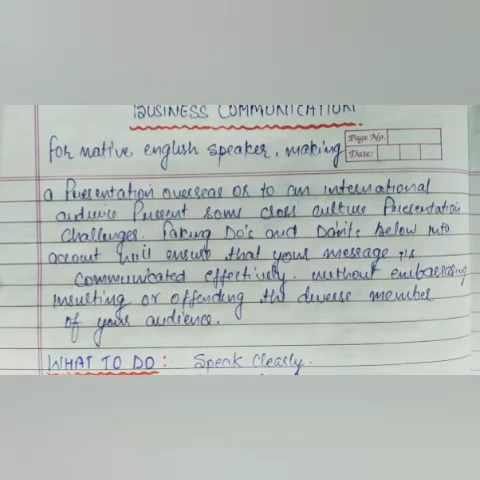 BUSINESS COMMUNICATION
for native english speaker, making
Page No.
Date:
a Presentation overseas or to an international
audience Present some cross culture Presentation
Challenges. Taking Do's and Dont's below into
account will ensure that your message is
communicated effectively. without embarrassing
insulting or offending the diverse member
of your audience.
WHAT TO DO: Speak Clearly.